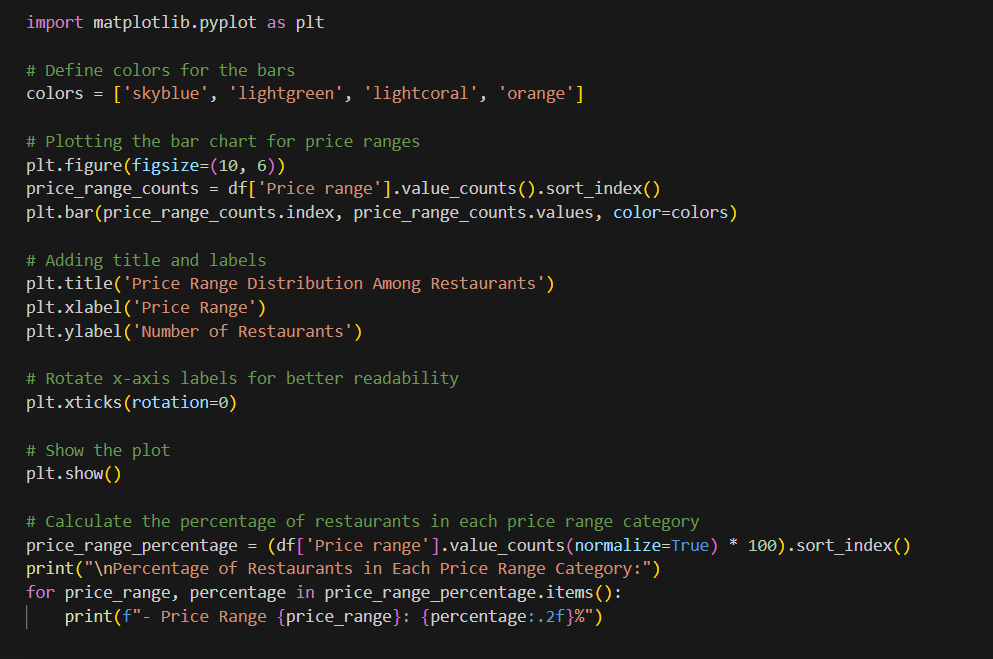 import matplotlib.pyplot as plt
# Define colors for the bars
colors = ['skyblue', 'lightgreen', 'lightcoral', 'orange']
# Plotting the bar chart for price ranges
plt.figure(figsize=(10, 6))
price_range_counts = df['Price range'].value_counts().sort_index()
plt.bar(price_range_counts.index, price_range_counts.values, color=colors)
# Adding title and labels
plt.title('Price Range Distribution Among Restaurants')
plt.xlabel('Price Range')
plt.ylabel('Number of Restaurants')
# Rotate x-axis labels for better readability
plt.xticks(rotation=0)
# Show the plot
plt.show()
# Calculate the percentage of restaurants in each price range category
price_range_percentage = (df['Price range'].value_counts(normalize=True) * 100).sort_index()
print("\nPercentage of Restaurants in Each Price Range Category:")
for price_range, percentage in price_range_percentage.items():
    print(f"- Price Range {price_range}: {percentage:.2f}%")